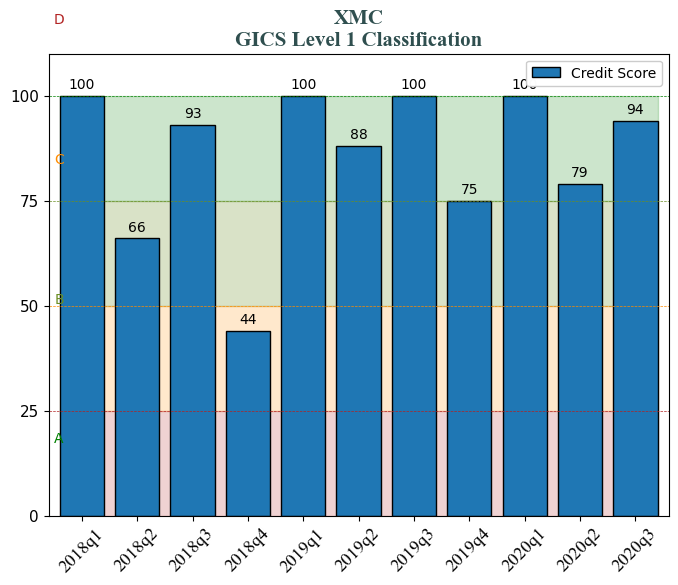 D
XMC
GICS Level 1 Classification
Credit Score
100
66
93
44
100
88
100
75
100
79
94
100
75
50
25
0
C
B
A
2018q1
2018q2
2018q3
2018q4
2019q1
2019q2
2019q3
2019q4
2020q1
2020q2
2020q3